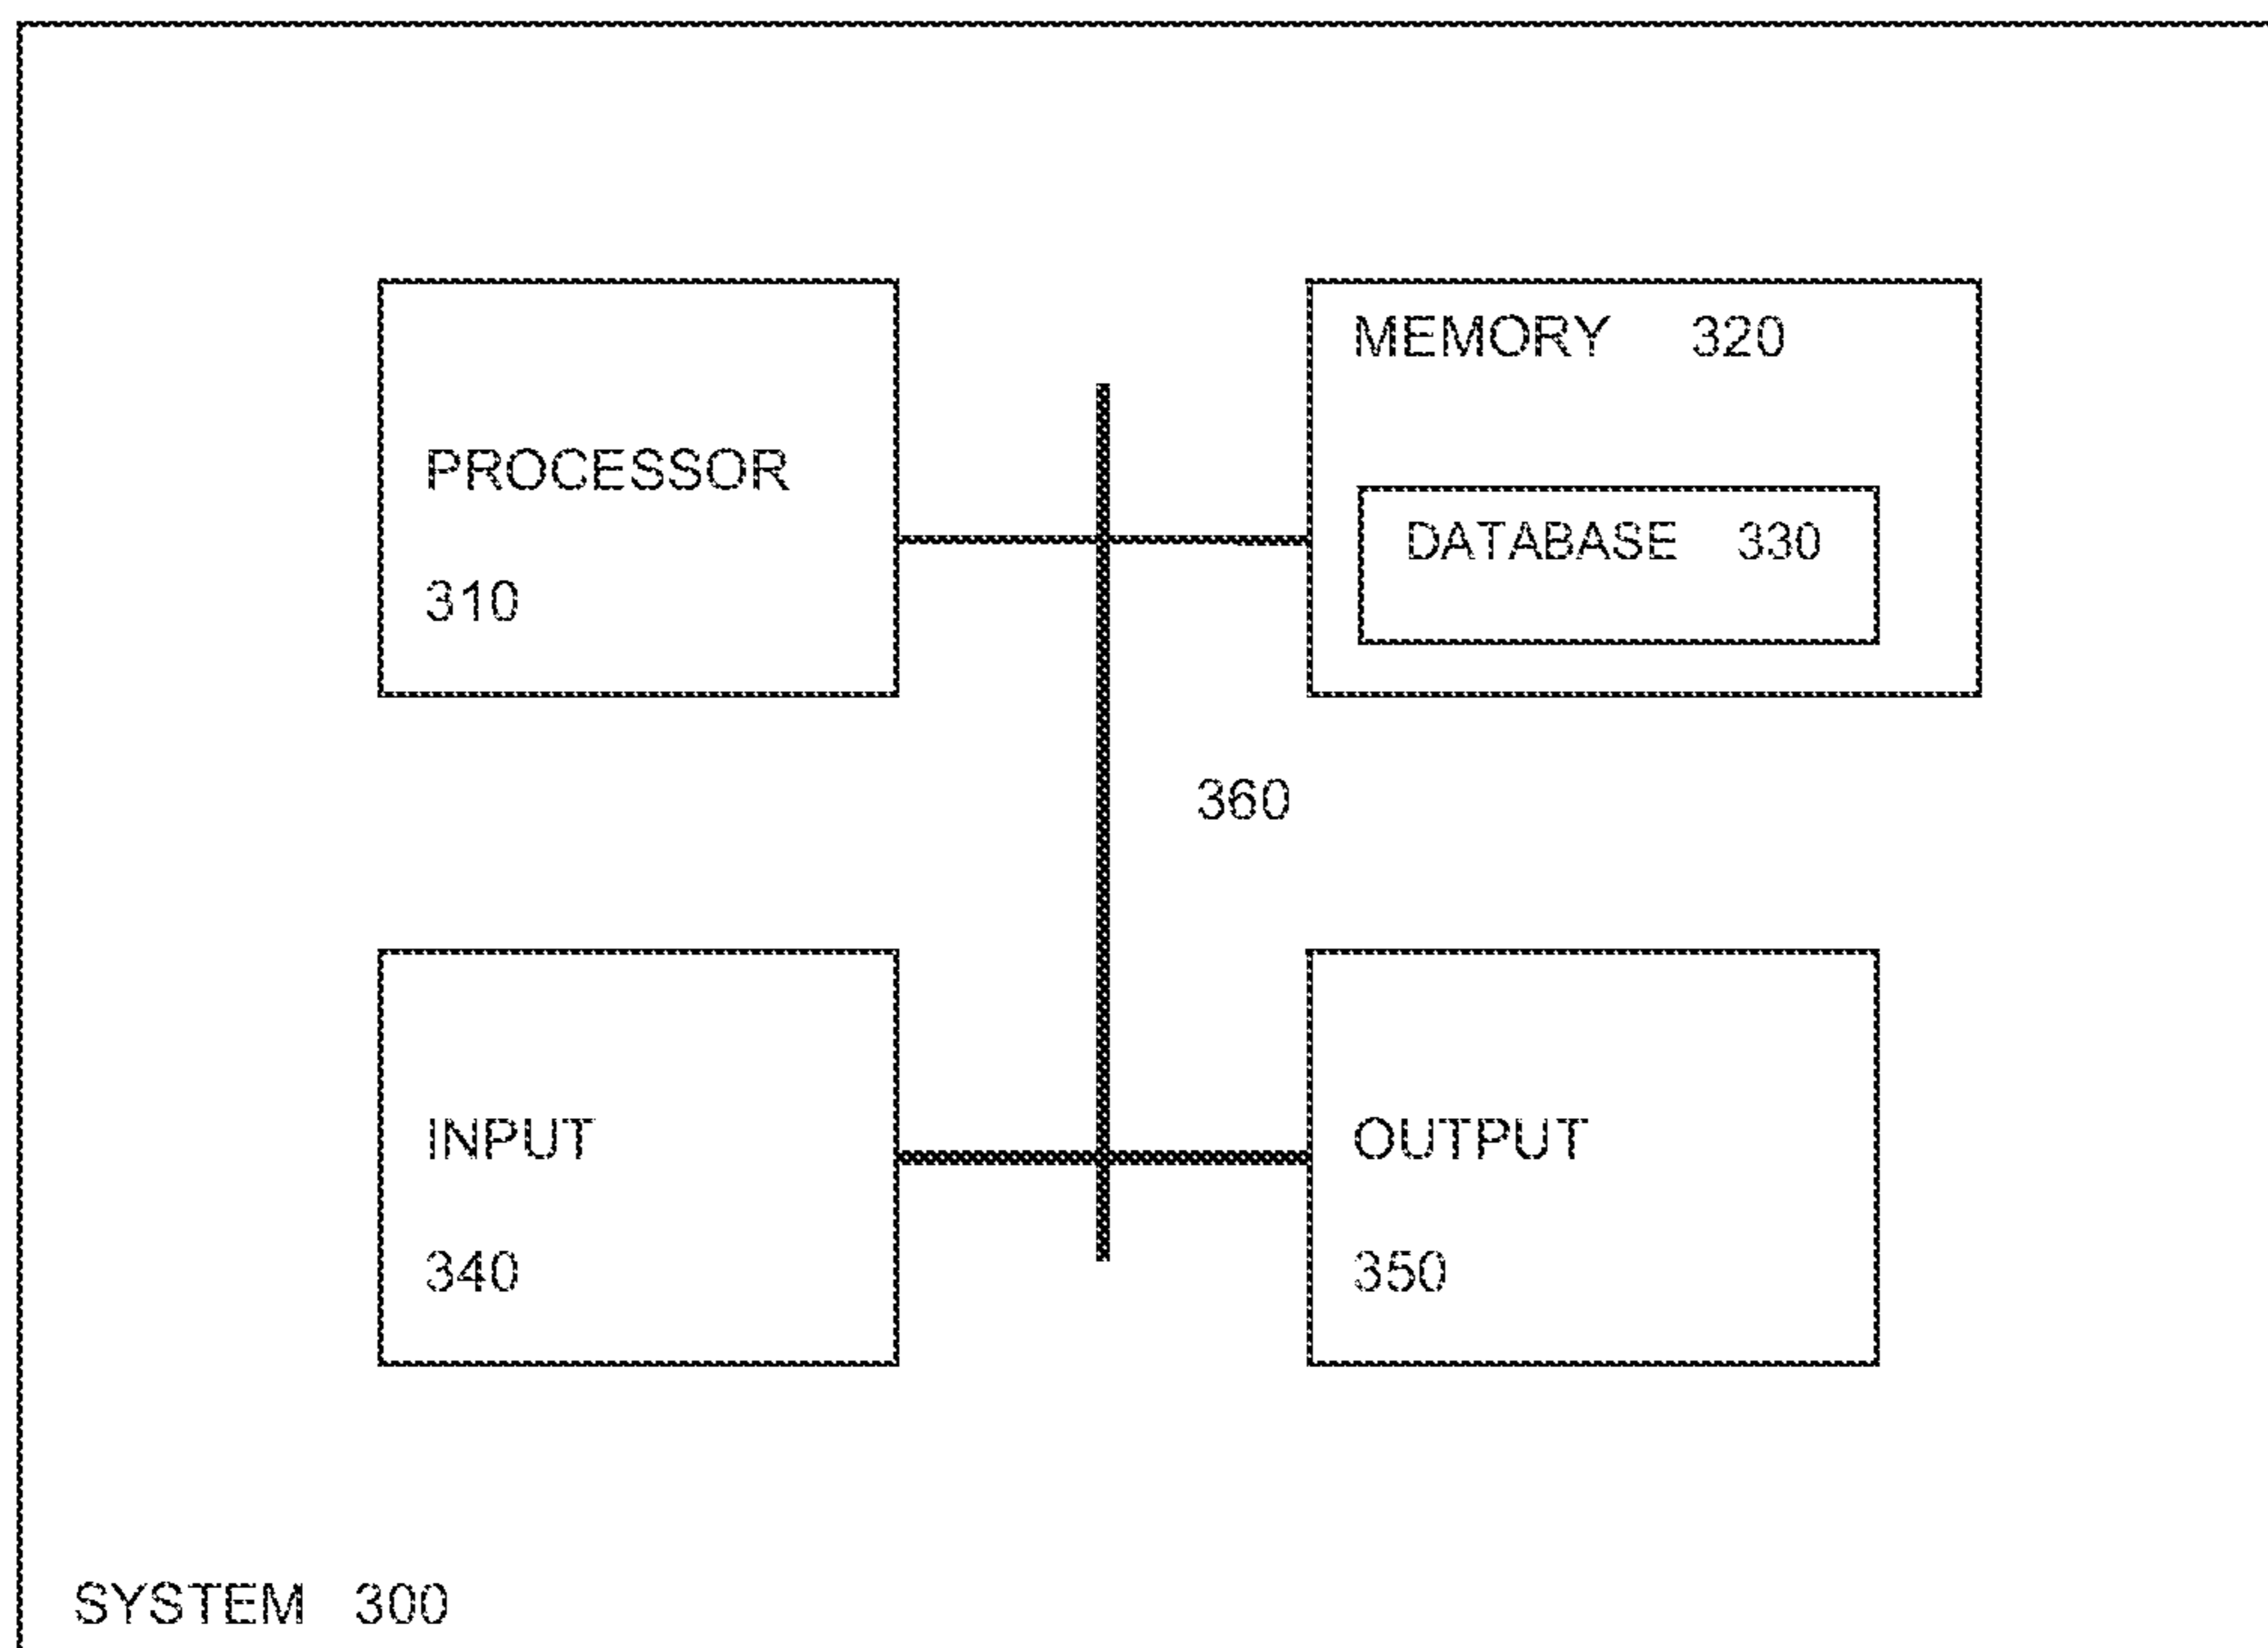 PROCESSOR
310
MEMORY 320
DATABASE 330
360
INPUT
340
OUTPUT
350
SYSTEM 300